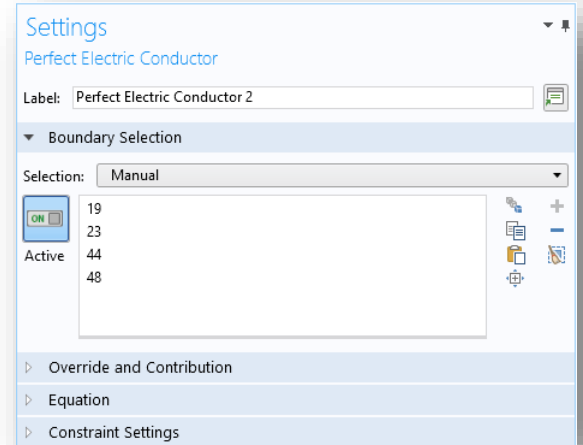 Settings
Perfect Electric Conductor
Label: Perfect Electric Conductor 2
Boundary Selection
Selection: Manual
ON
19
23
44
48
Active
Override and Contribution
Equation
Constraint Settings